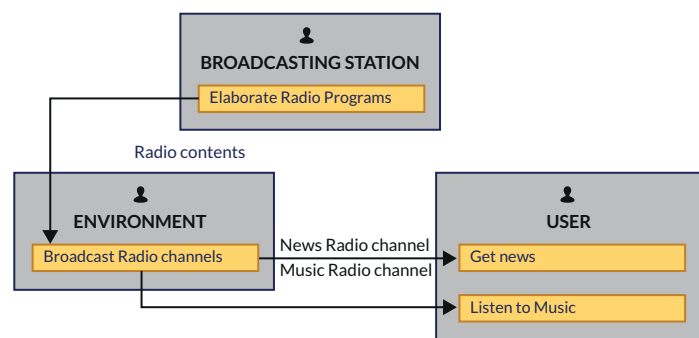 BROADCASTING STATION
Elaborate Radio Programs
Radio contents
ENVIRONMENT
Broadcast Radio channels
News Radio channel
Music Radio channel
USER
Get news
Listen to Music